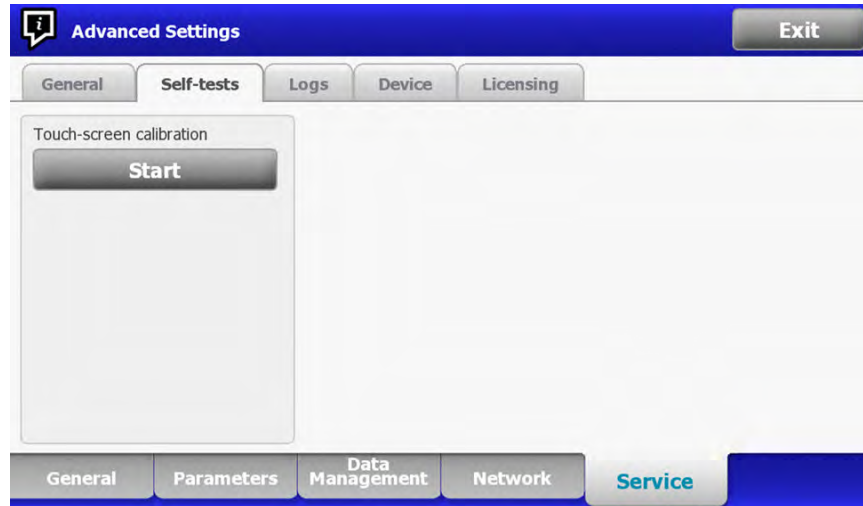 Advanced Settings
Exit
General Self-tests Logs Device Licensing
Touch-screen calibration
Start
General Parameters Data Management Network Service